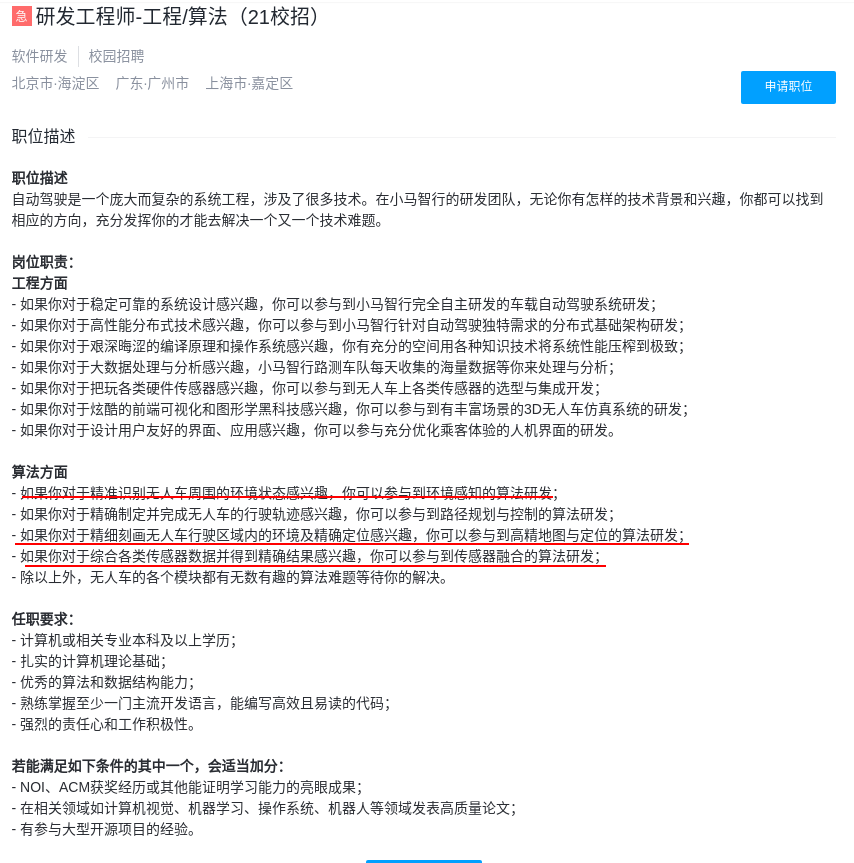 急 研发工程师-工程/算法（21校招）
软件研发 校园招聘
北京市·海淀区 广东·广州市 上海市·嘉定区
申请职位
职位描述
职位描述
自动驾驶是一个庞大而复杂的系统工程，涉及了很多技术。在小马智行的研发团队，无论你有怎样的技术背景和兴趣，你都可以找到
相应的方向，充分发挥你的才能去解决一个又一个技术难题。
岗位职责：
工程方面
- 如果你对于稳定可靠的系统设计感兴趣，你可以参与到小马智行完全自主研发的车载自动驾驶系统研发；
- 如果你对于高性能分布式技术感兴趣，你可以参与到小马智行针对自动驾驶独特需求的分布式基础架构研发；
- 如果你对于艰深晦涩的编译原理和操作系统感兴趣，你有充分的空间用各种知识技术将系统性能压榨到极致；
- 如果你对于大数据处理与分析感兴趣，小马智行路测车队每天收集的海量数据等你来处理与分析；
- 如果你对于把玩各类硬件传感器感兴趣，你可以参与到无人车上各类传感器的选型与集成开发；
- 如果你对于炫酷的前端可视化和图形学黑科技感兴趣，你可以参与到有丰富场景的3D无人车仿真系统的研发；
- 如果你对于设计用户友好的界面、应用感兴趣，你可以参与充分优化乘客体验的人机界面的研发。
算法方面
- 如果你对于精准识别无人车周围的环境状态感兴趣，你可以参与到环境感知的算法研发；
- 如果你对于精确制定并完成无人车的行驶轨迹感兴趣，你可以参与到路径规划与控制的算法研发；
- 如果你对于精细刻画无人车行驶区域内的环境及精确定位感兴趣，你可以参与到高精地图与定位的算法研发；
- 如果你对于综合各类传感器数据并得到精确结果感兴趣，你可以参与到传感器融合的算法研发；
- 除以上外，无人车的各个模块都有无数有趣的算法难题等待你的解决。
任职要求：
- 计算机或相关专业本科及以上学历；
- 扎实的计算机理论基础；
- 优秀的算法和数据结构能力；
- 熟练掌握至少一门主流开发语言，能编写高效且易读的代码；
- 强烈的责任心和工作积极性。
若能满足如下条件的其中一个，会适当加分：
- NOI、ACM获奖经历或其他能证明学习能力的亮眼成果；
- 在相关领域如计算机视觉、机器学习、操作系统、机器人等领域发表高质量论文；
- 有参与大型开源项目的经验。